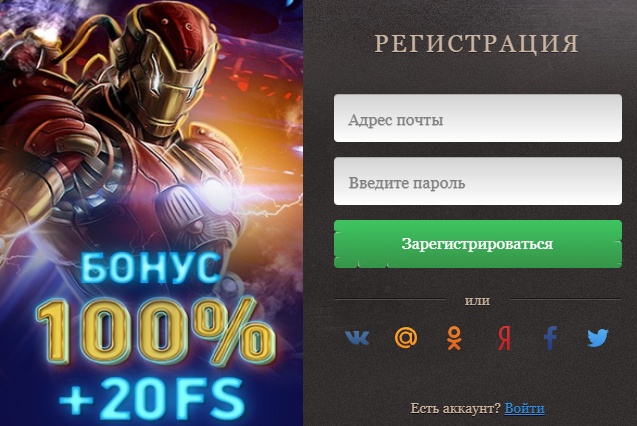 БОНУС
100%
+20FS
РЕГИСТРАЦИЯ
Адрес почты
Введите пароль
Зарегистрироваться
или
Есть аккаунт? Войти